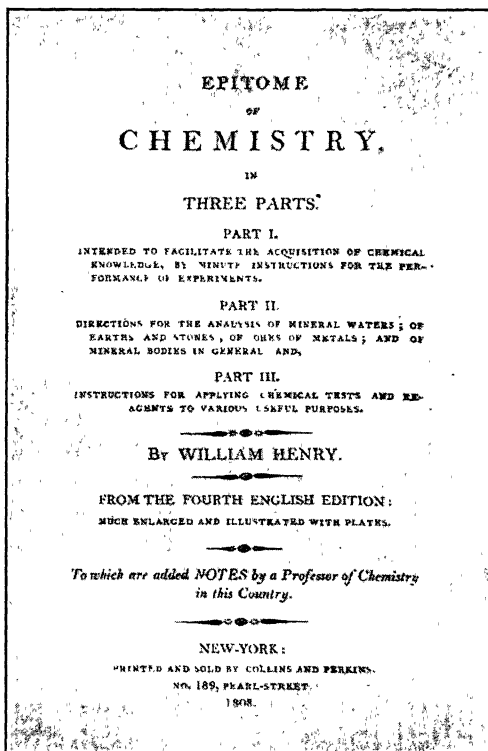 EPITOME
OF
CHEMISTRY,
IN
THREE PARTS.
PART I.
INTENDED TO FACILITATE THE ACQUISITION OF CHEMICAL
KNOWLEDGE, BY MINUTE INSTRUCTIONS FOR THE PER-
FORMANCE OF EXPERIMENTS.
PART II.
DIRECTIONS FOR THE ANALYSIS OF MINERAL WATERS; OF
EARTHS AND STONES, OF ORES OF METALS; AND OF
MINERAL BODIES IN GENERAL AND,
PART III.
INSTRUCTIONS FOR APPLYING CHEMICAL TESTS AND RE-
AGENTS TO VARIOUS USEFUL PURPOSES.
BY WILLIAM HENRY.
FROM THE FOURTH ENGLISH EDITION:
MUCH ENLARGED AND ILLUSTRATED WITH PLATES.
To which are added NOTES by a Professor of Chemistry
in this Country.
NEW-YORK:
PRINTED AND SOLD BY COLLINS AND PERKINS.
NO. 189, PEARL-STREET.
1808.